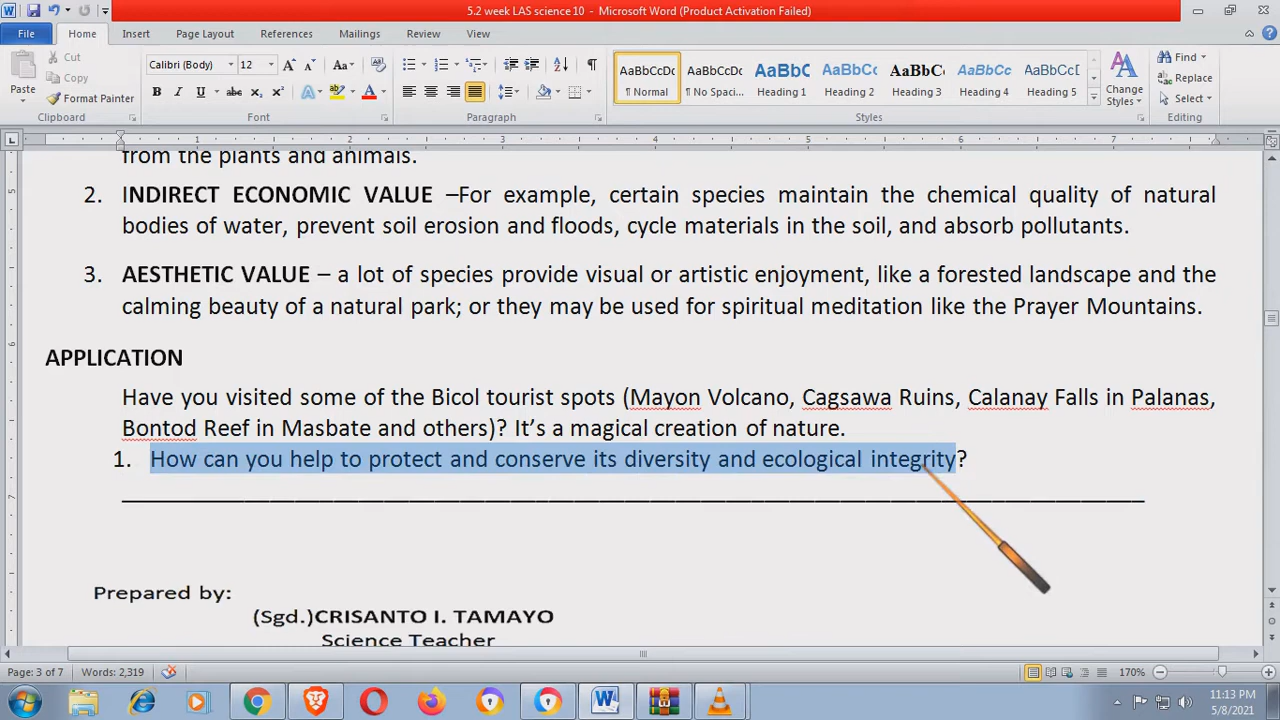 5.2 week LAS science 10 - Microsoft Word (Product Activation Failed)
File Home Insert Page Layout References Mailings Review View
Cut
Copy
Format Painter
Paste
Clipboard
Calibri (Body) 12
Font
Paragraph
AaBbCcDc AaBbCcDc AaBbC AaBbCc AaBbCc AaBbCc AaBbCcD
¶ Normal ¶ No Spaci... Heading 1 Heading 2 Heading 3 Heading 4 Heading 5
Styles
Change Styles
Find
Replace
Select
Editing
from the plants and animals.
2. INDIRECT ECONOMIC VALUE –For example, certain species maintain the chemical quality of natural
bodies of water, prevent soil erosion and floods, cycle materials in the soil, and absorb pollutants.
3. AESTHETIC VALUE – a lot of species provide visual or artistic enjoyment, like a forested landscape and the
calming beauty of a natural park; or they may be used for spiritual meditation like the Prayer Mountains.
APPLICATION
Have you visited some of the Bicol tourist spots (Mayon Volcano, Cagsawa Ruins, Calanay Falls in Palanas,
Bontod Reef in Masbate and others)? It’s a magical creation of nature.
1. How can you help to protect and conserve its diversity and ecological integrity?
Prepared by:
(Sgd.)CRISANTO I. TAMAYO
Science Teacher
Page: 3 of 7 Words: 2,319 170%
11:13 PM
5/8/2021